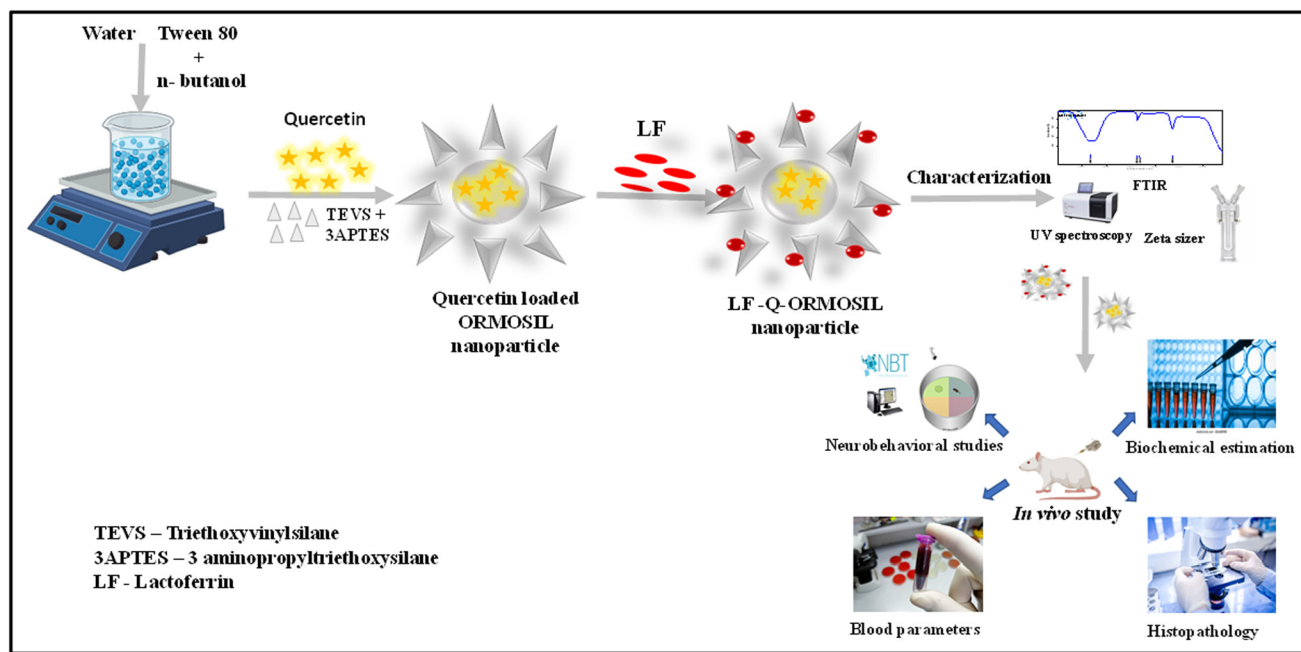 Water
Tween 80
+
n- butanol
Quercetin
TEVS +
3APTES
Quercetin loaded
ORMOSIL
nanoparticle
LF
LF -Q- ORMOSIL
nanoparticle
Characterization
FTIR
UV spectroscopy
Zeta sizer
NBT
Neurobehavioral studies
Biochemical estimation
In vivo study
Blood parameters
Histopathology
TEVS – Triethoxyvinylsilane
3APTES – 3 aminopropyltriethoxysilane
LF - Lactoferrin